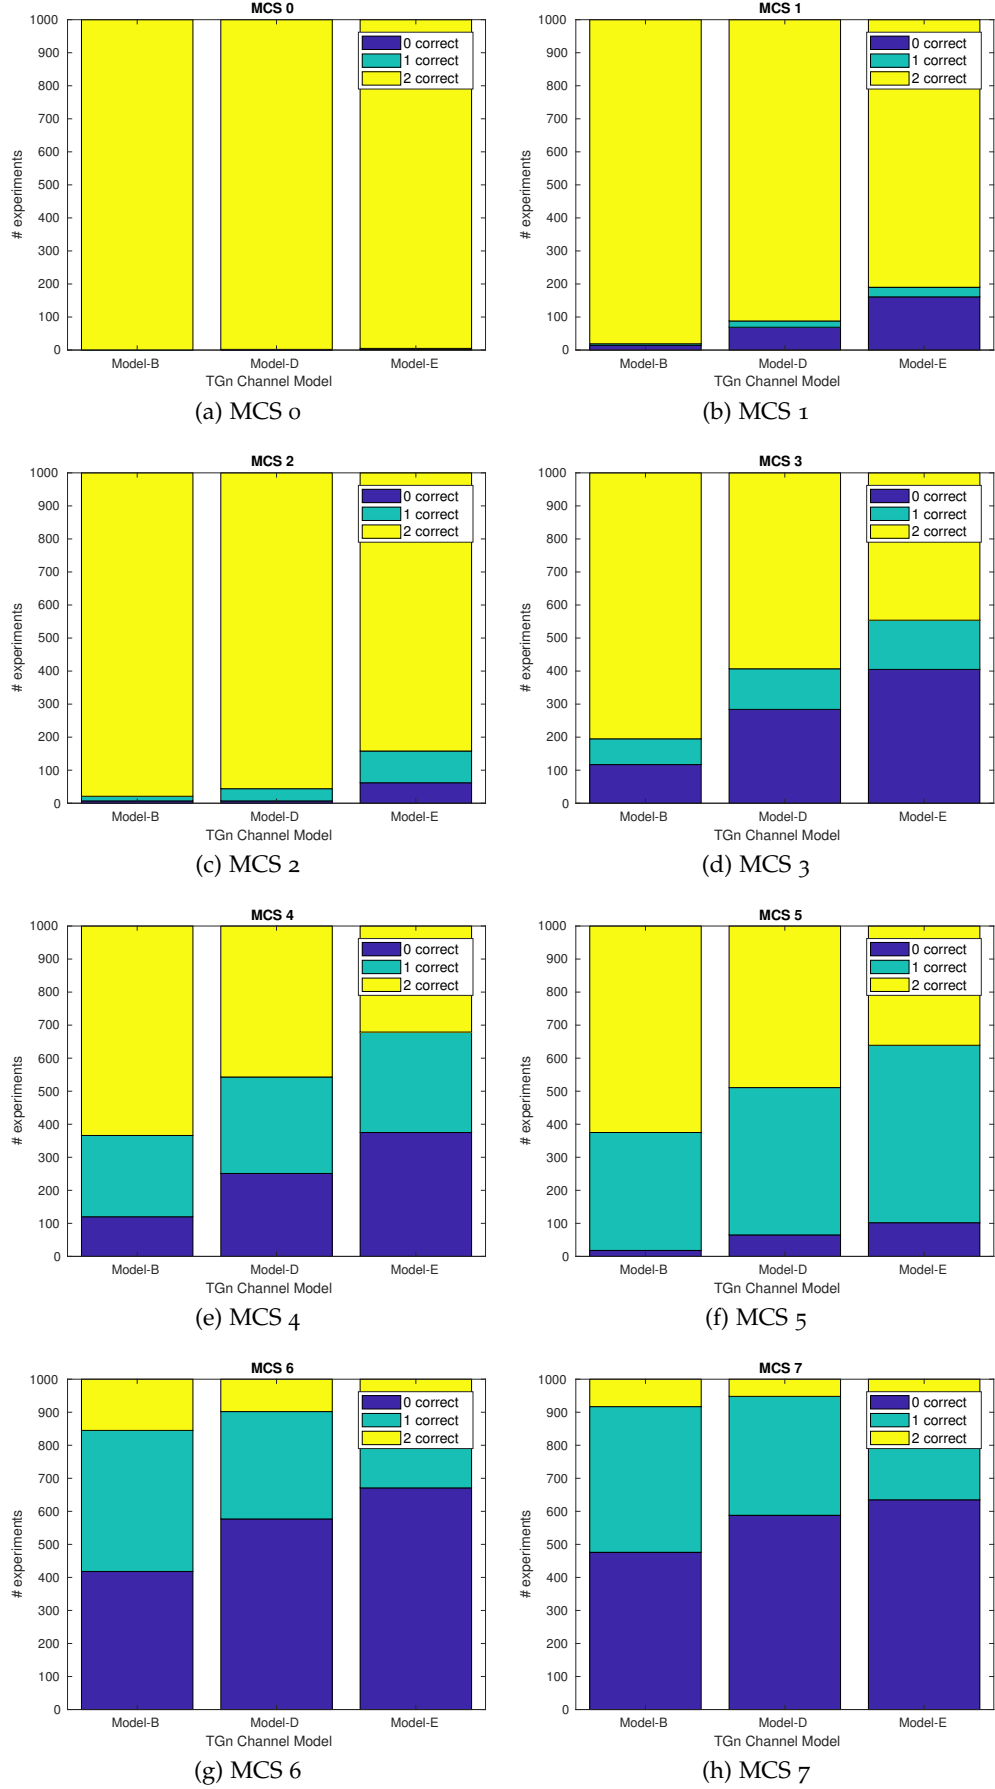 MCS 0
1000
900
800
700
600
500
400
300
200
100
0
# experiments
0 correct
1 correct
2 correct
Model-B Model-D Model-E
TGn Channel Model
(a) MCS 0
MCS 1
1000
900
800
700
600
500
400
300
200
100
0
# experiments
0 correct
1 correct
2 correct
Model-B Model-D Model-E
TGn Channel Model
(b) MCS 1
MCS 2
1000
900
800
700
600
500
400
300
200
100
0
# experiments
0 correct
1 correct
2 correct
Model-B Model-D Model-E
TGn Channel Model
(c) MCS 2
MCS 3
1000
900
800
700
600
500
400
300
200
100
0
# experiments
0 correct
1 correct
2 correct
Model-B Model-D Model-E
TGn Channel Model
(d) MCS 3
MCS 4
1000
900
800
700
600
500
400
300
200
100
0
# experiments
0 correct
1 correct
2 correct
Model-B Model-D Model-E
TGn Channel Model
(e) MCS 4
MCS 5
1000
900
800
700
600
500
400
300
200
100
0
# experiments
0 correct
1 correct
2 correct
Model-B Model-D Model-E
TGn Channel Model
(f) MCS 5
MCS 6
1000
900
800
700
600
500
400
300
200
100
0
# experiments
0 correct
1 correct
2 correct
Model-B Model-D Model-E
TGn Channel Model
(g) MCS 6
MCS 7
1000
900
800
700
600
500
400
300
200
100
0
# experiments
0 correct
1 correct
2 correct
Model-B Model-D Model-E
TGn Channel Model
(h) MCS 7